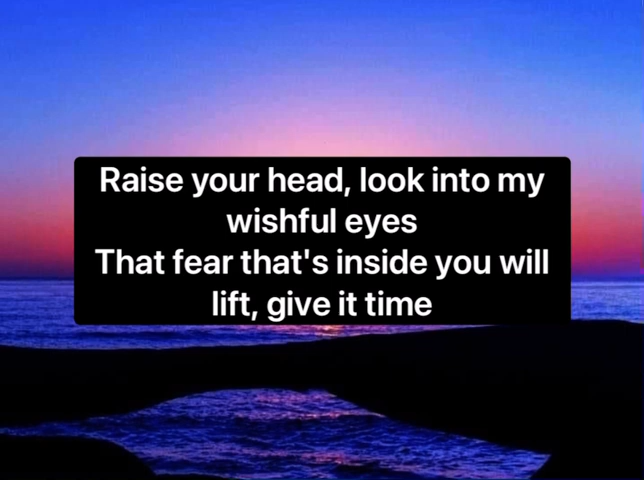 Raise your head, look into my
wishful eyes
That fear that's inside you will
lift, give it time